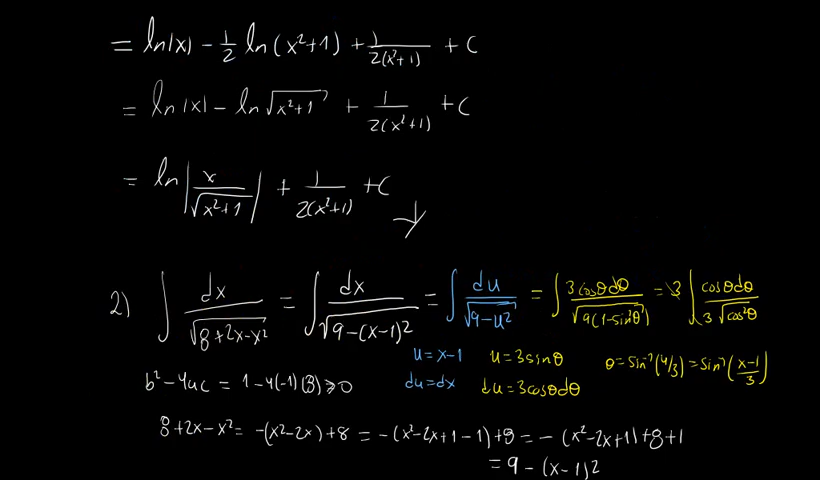 = ln|x| - 1/2 ln(x²+1) + 1/2(x²+1) + C
= ln|x| - ln√x²+1 + 1/2(x²+1) + C
= ln|x/√x²+1| + 1/2(x²+1) + C
2) ∫ dx/√8+2x-x² = ∫ dx/√9-(x-1)² = ∫ du/√9-u² = ∫ 3cosθdθ/√9(1-sin²θ) = 3 ∫ cosθdθ/3√cos²θ
u = x-1 u = 3sinθ θ = sin⁻¹(u/3) = sin⁻¹(x-1/3)
du = dx du = 3cosθdθ
b²-4ac = 1-4(-1)(8) > 0
8+2x-x² = -(x²-2x)+8 = -(x²-2x+1-1)+8 = -(x²-2x+1)+8+1
= 9-(x-1)²